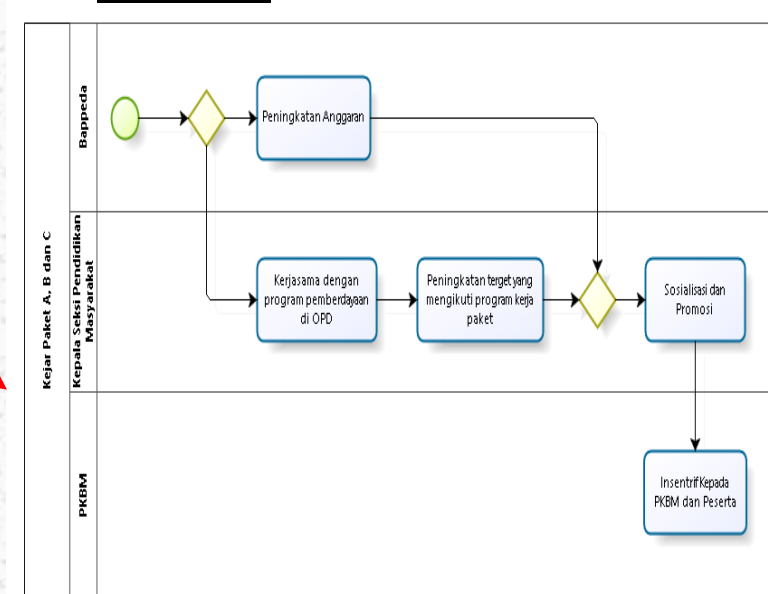 Kejar Paket A, B dan C
Bappeda
Peningkatan Anggaran
Kepala Seksi Pendidikan
Masyarakat
Kerjasama dengan
program pemberdayaan
di OPD
Peningkatan terget yang
mengikuti program kerja
paket
Sosialisasi dan
Promosi
PKBM
Insentrif Kepada
PKBM dan Peserta